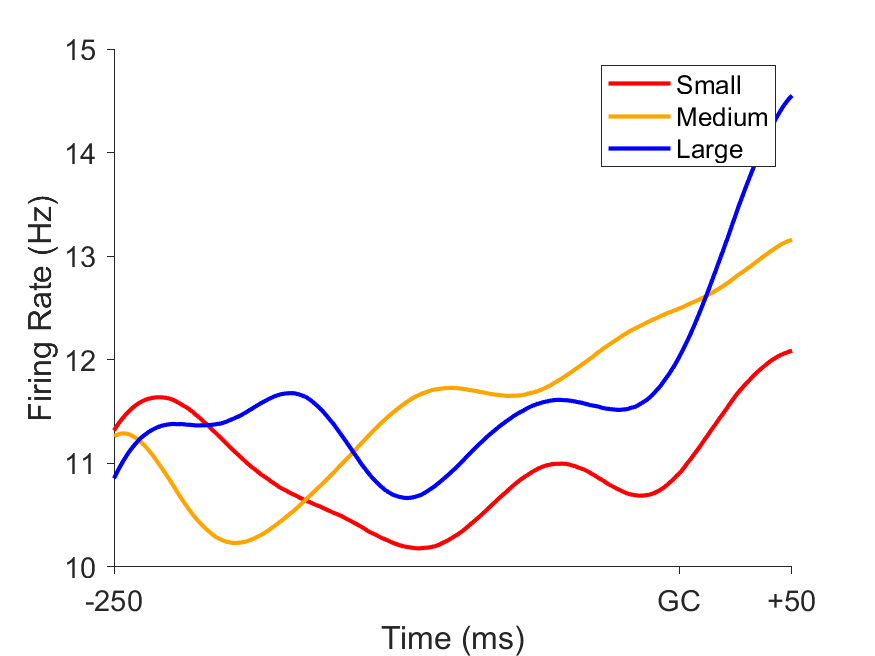 15
14
13
12
11
10
Firing Rate (Hz)
Small
Medium
Large
-250
GC
+50
Time (ms)